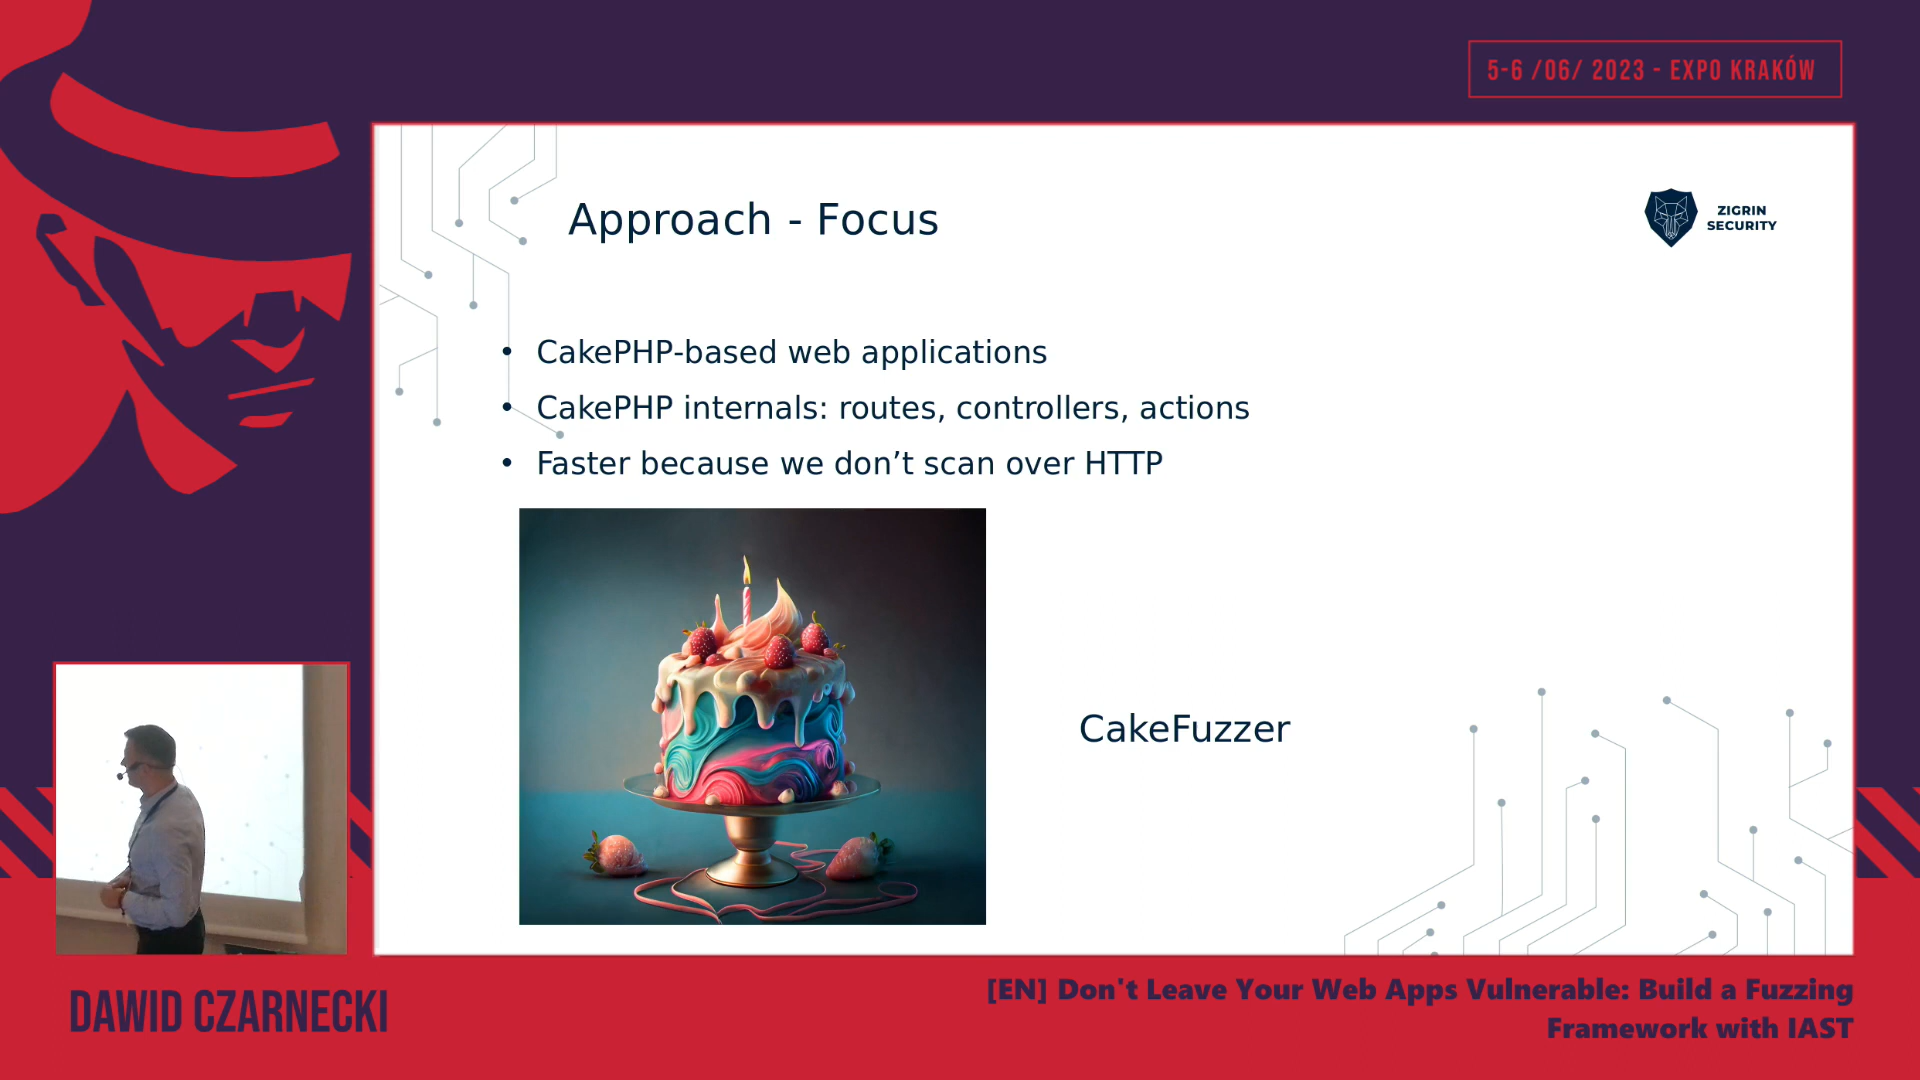 5-6 /06/ 2023 - EXPO KRAKÓW
Approach - Focus
ZIGRIN
SECURITY
• CakePHP-based web applications
• CakePHP internals: routes, controllers, actions
• Faster because we don’t scan over HTTP
CakeFuzzer
DAWID CZARNECKI
[EN] Don't Leave Your Web Apps Vulnerable: Build a Fuzzing
Framework with IAST